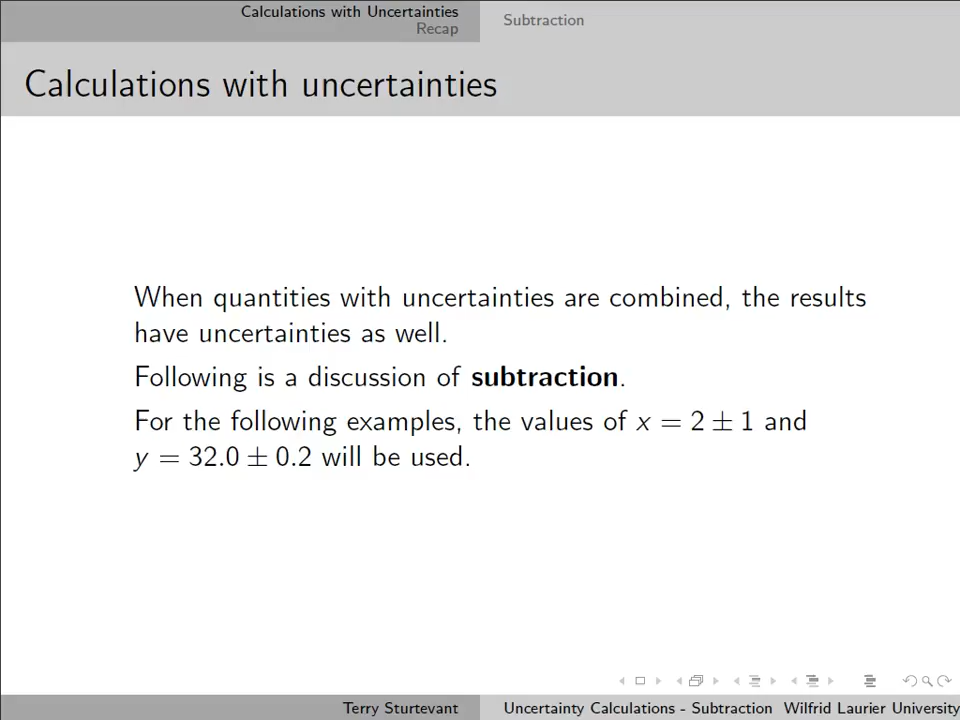 Calculations with Uncertainties
Recap
Subtraction
Calculations with uncertainties
When quantities with uncertainties are combined, the results
have uncertainties as well.
Following is a discussion of subtraction.
For the following examples, the values of x = 2 ± 1 and
y = 32.0 ± 0.2 will be used.
Terry Sturtevant
Uncertainty Calculations - Subtraction Wilfrid Laurier University